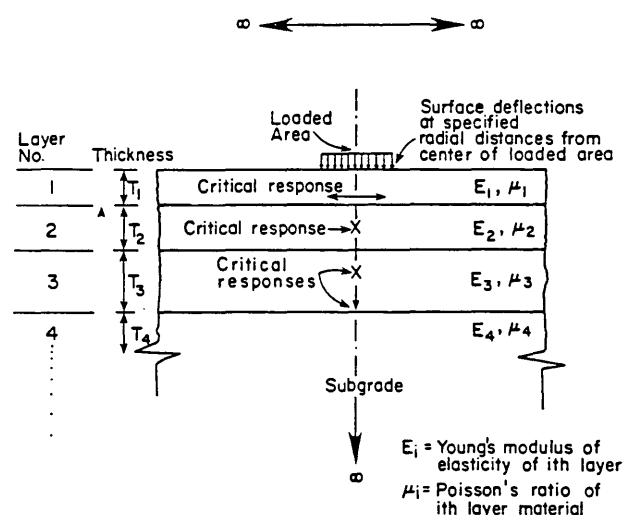 ∞ ∞
Loaded
Area
Surface deflections
at specified
radial distances from
center of loaded area
Layer
No.
Thickness
1 T₁ Critical response E₁, μ₁
A
2 T₂ Critical response E₂, μ₂
3 T₃ Critical
responses E₃, μ₃
4 T₄ E₄, μ₄
Subgrade
∞
Eᵢ = Young's modulus of
elasticity of ith layer
μᵢ = Poisson's ratio of
ith layer material